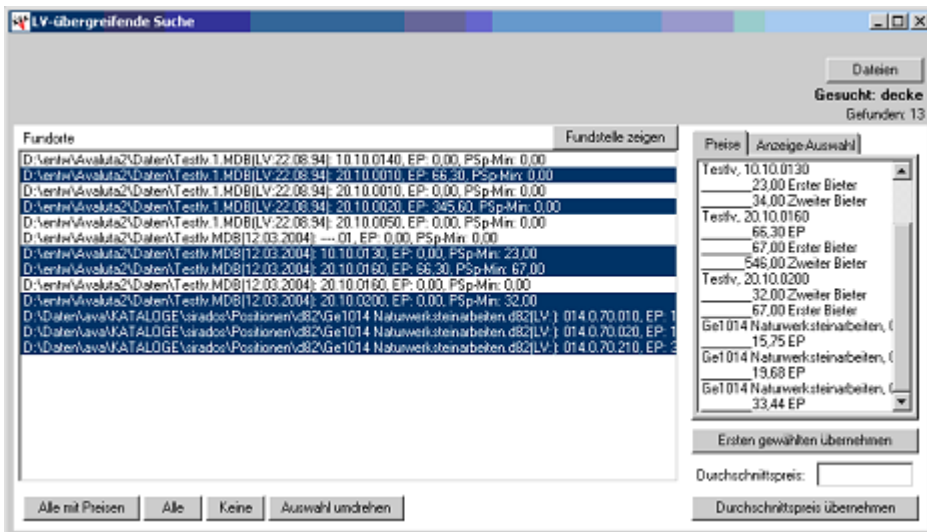 LV-übergreifende Suche
Dateien
Gesucht: decke
Gefunden: 13
Fundorte
Fundstelle zeigen
D:\entw\Avaluta2\Daten\Testlv.1.MDB[LV:22.08.94]: 10.10.0140, EP: 0,00, PSp-Min: 0,00
D:\entw\Avaluta2\Daten\Testlv.1.MDB[LV:22.08.94]: 20.10.0010, EP: 66,30, PSp-Min: 0,00
D:\entw\Avaluta2\Daten\Testlv.1.MDB[LV:22.08.94]: 20.10.0010, EP: 0,00, PSp-Min: 0,00
D:\entw\Avaluta2\Daten\Testlv.1.MDB[LV:22.08.94]: 20.10.0020, EP: 345,60, PSp-Min: 0,00
D:\entw\Avaluta2\Daten\Testlv.1.MDB[LV:22.08.94]: 20.10.0050, EP: 0,00, PSp-Min: 0,00
D:\entw\Avaluta2\Daten\Testlv.MDB[12.03.2004]: --- 01, EP: 0,00, PSp-Min: 0,00
D:\entw\Avaluta2\Daten\Testlv.MDB[12.03.2004]: 10.10.0130, EP: 0,00, PSp-Min: 23,00
D:\entw\Avaluta2\Daten\Testlv.MDB[12.03.2004]: 20.10.0160, EP: 66,30, PSp-Min: 67,00
D:\entw\Avaluta2\Daten\Testlv.MDB[12.03.2004]: 20.10.0160, EP: 0,00, PSp-Min: 0,00
D:\entw\Avaluta2\Daten\Testlv.MDB[12.03.2004]: 20.10.0200, EP: 0,00, PSp-Min: 32,00
D:\Daten\ava\KATALOGE\sirados\Positionen\d82\Ge1014 Naturwerksteinarbeiten.d82[LV: ]: 014.0.70.010, EP: 1
D:\Daten\ava\KATALOGE\sirados\Positionen\d82\Ge1014 Naturwerksteinarbeiten.d82[LV: ]: 014.0.70.020, EP: 1
D:\Daten\ava\KATALOGE\sirados\Positionen\d82\Ge1014 Naturwerksteinarbeiten.d82[LV: ]: 014.0.70.210, EP: 3
Preise
Anzeige-Auswahl
Testlv, 10.10.0130
______23,00 Erster Bieter
______34,00 Zweiter Bieter
Testlv, 20.10.0160
______66,30 EP
______67,00 Erster Bieter
_____546,00 Zweiter Bieter
Testlv, 20.10.0200
______32,00 Zweiter Bieter
______67,00 Erster Bieter
Ge1014 Naturwerksteinarbeiten, (
______15,75 EP
Ge1014 Naturwerksteinarbeiten, (
______19,68 EP
Ge1014 Naturwerksteinarbeiten, (
______33,44 EP
Ersten gewählten übernehmen
Durchschnittspreis:
Alle mit Preisen
Alle
Keine
Auswahl umdrehen
Durchschnittspreis übernehmen